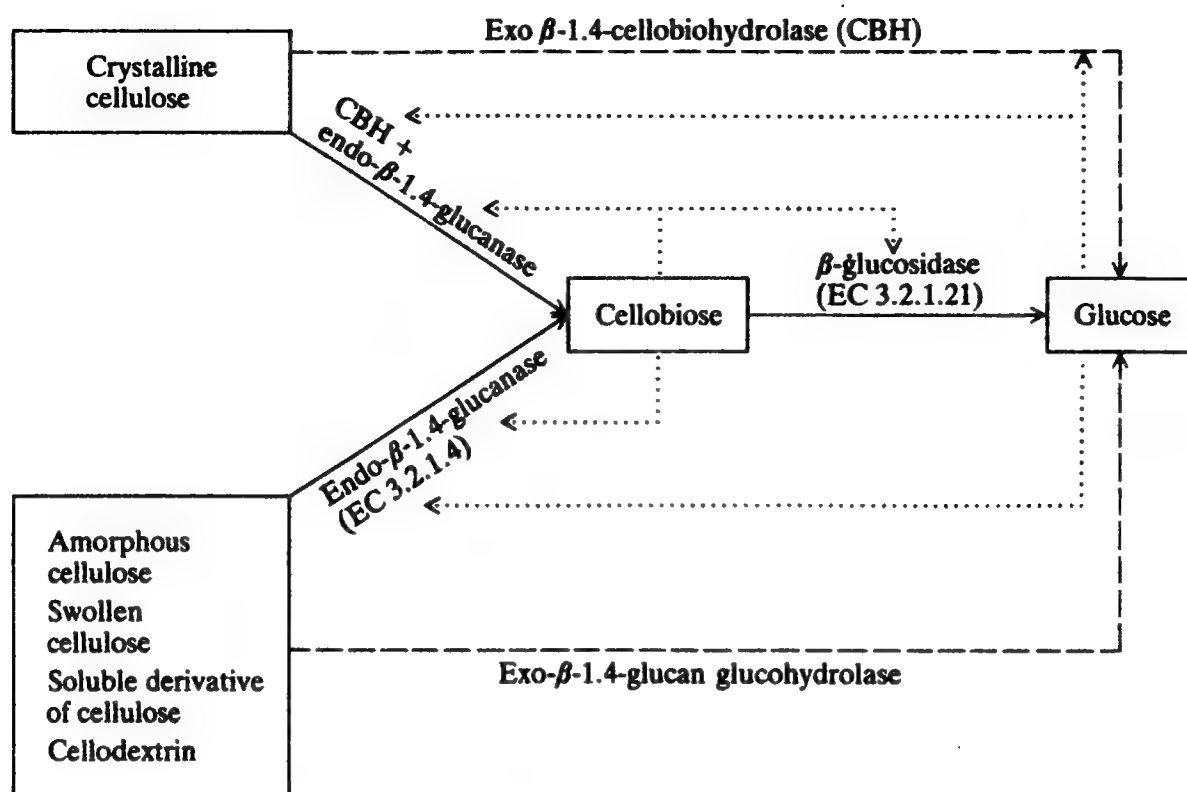 Exo β-1.4-cellobiohydrolase (CBH)
Crystalline
cellulose
CBH +
endo-β-1.4-glucanase
β-glucosidase
(EC 3.2.1.21)
Cellobiose
Glucose
Endo-β-1.4-glucanase
(EC 3.2.1.4)
Amorphous
cellulose
Swollen
cellulose
Soluble derivative
of cellulose
Cellodextrin
Exo-β-1.4-glucan glucohydrolase